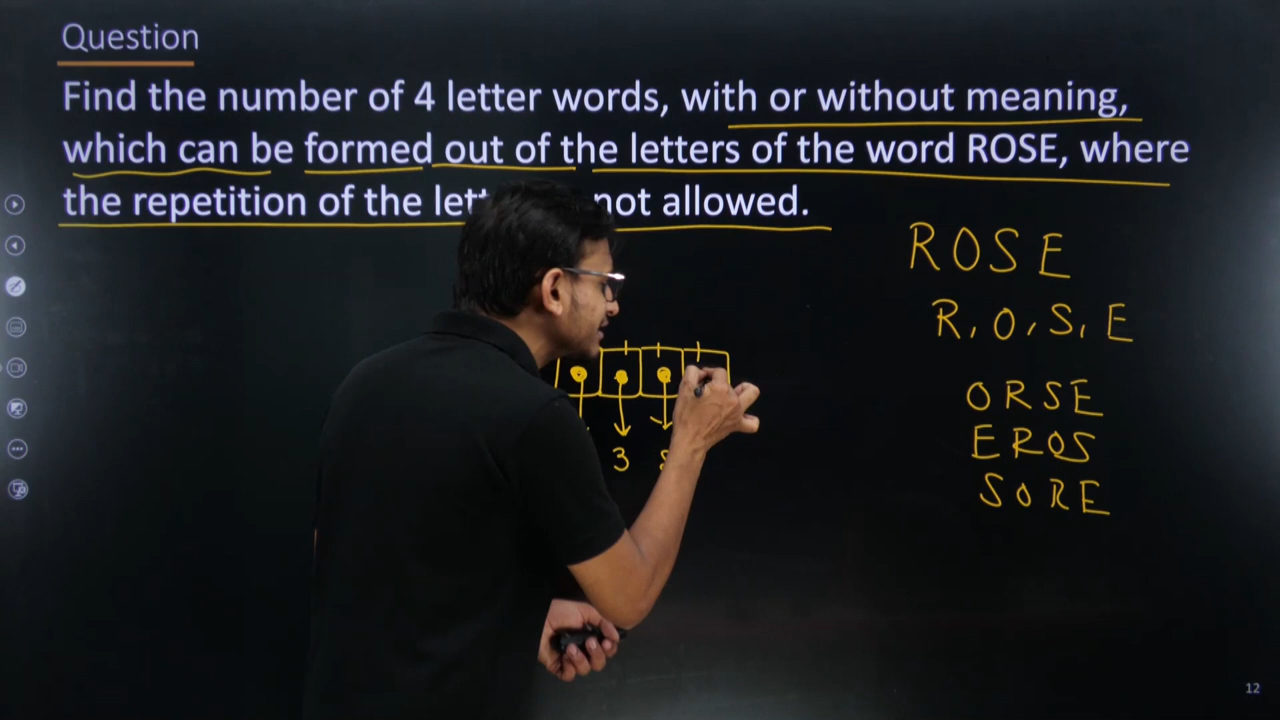 Question
Find the number of 4 letter words, with or without meaning,
which can be formed out of the letters of the word ROSE, where
the repetition of the not allowed.
ROSE
R, O, S, E
ORSE
EROS
SORE
3
12